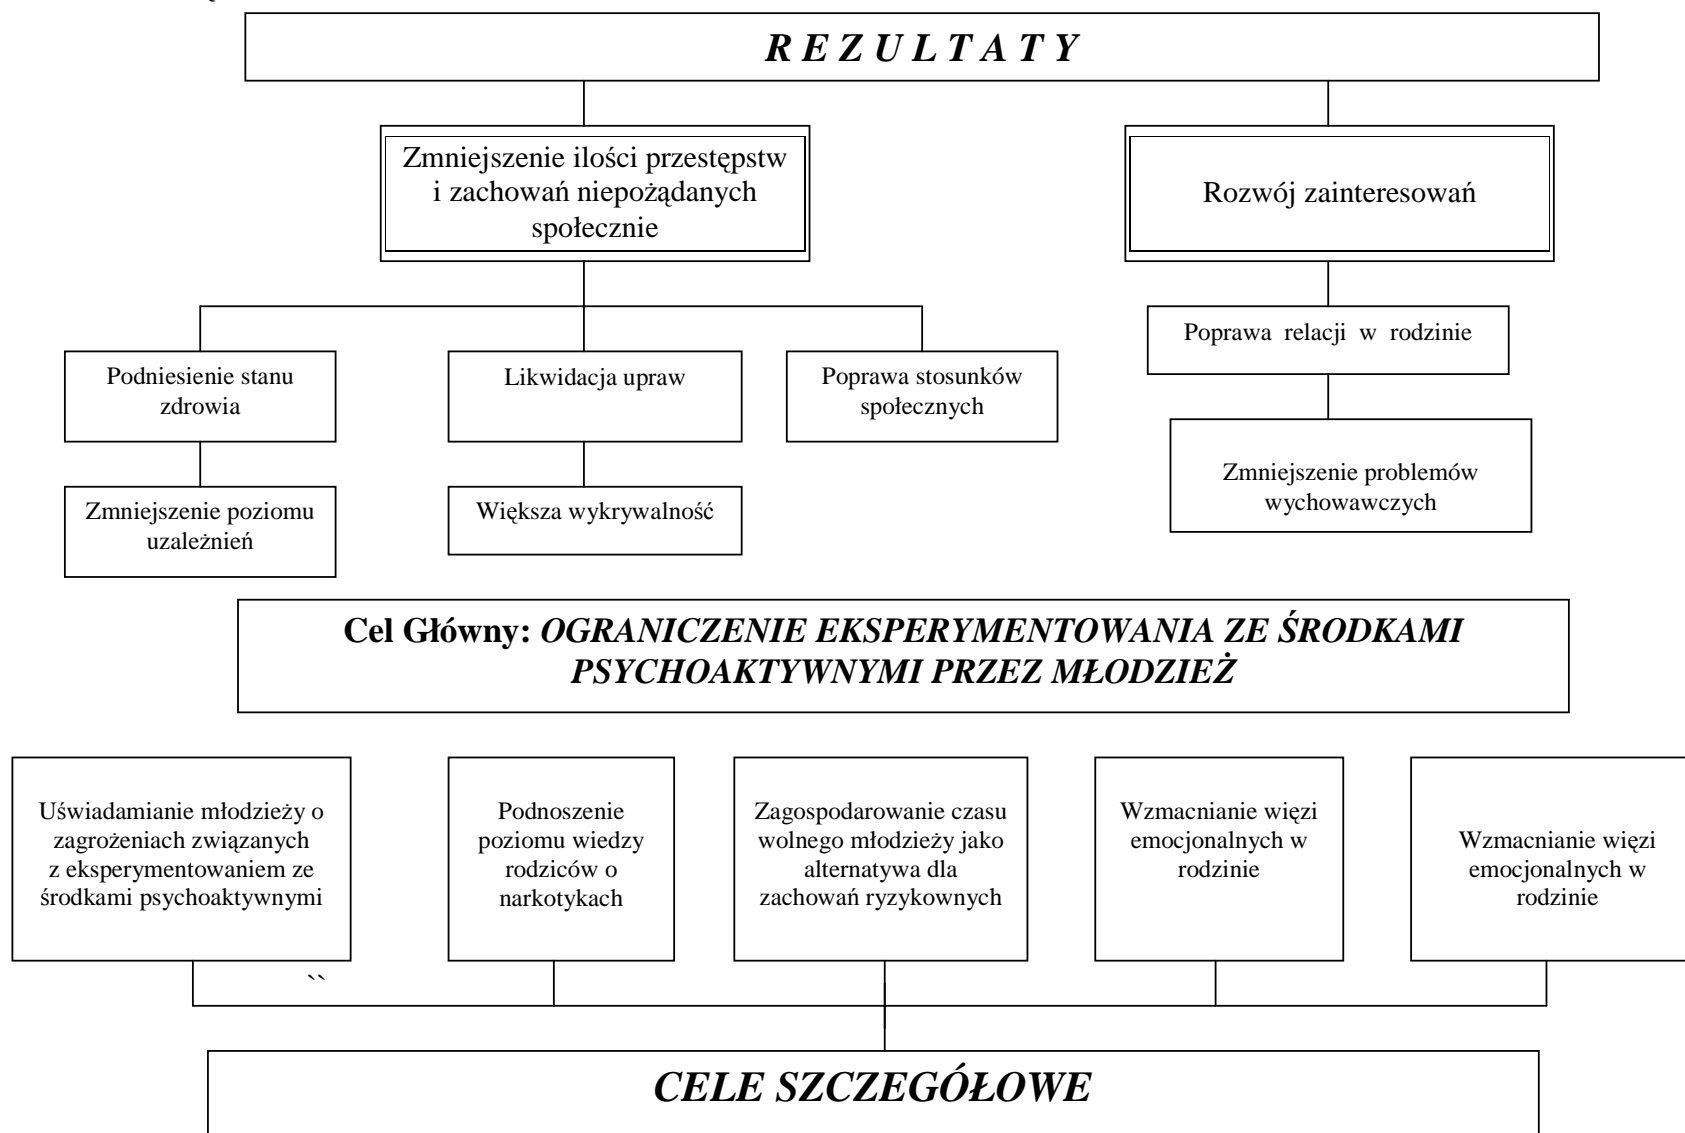 R E Z U L T A T Y
Zmniejszenie ilości przestępstw
i zachowań niepożądanych
społecznie
Rozwój zainteresowań
Podniesienie stanu
zdrowia
Likwidacja upraw
Poprawa stosunków
społecznych
Poprawa relacji w rodzinie
Zmniejszenie poziomu
uzależnień
Większa wykrywalność
Zmniejszenie problemów
wychowawczych
Cel Główny: OGRANICZENIE EKSPERYMENTOWANIA ZE ŚRODKAMI
PSYCHOAKTYWNYMI PRZEZ MŁODZIEŻ
Uświadamianie młodzieży o
zagrożeniach związanych
z eksperymentowaniem ze
środkami psychoaktywnymi
Podnoszenie
poziomu wiedzy
rodziców o
narkotykach
Zagospodarowanie czasu
wolnego młodzieży jako
alternatywa dla
zachowań ryzykownych
Wzmacnianie więzi
emocjonalnych w
rodzinie
Wzmacnianie więzi
emocjonalnych w
rodzinie
``
CELE SZCZEGÓŁOWE